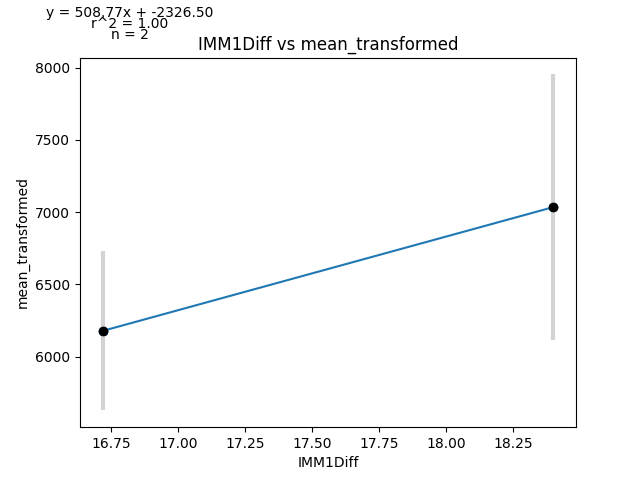 y = 508.77x + -2326.50
r^2 = 1.00
n = 2
IMM1Diff vs mean_transformed
8000
7500
7000
6500
6000
mean_transformed
16.75 17.00 17.25 17.50 17.75 18.00 18.25
IMM1Diff